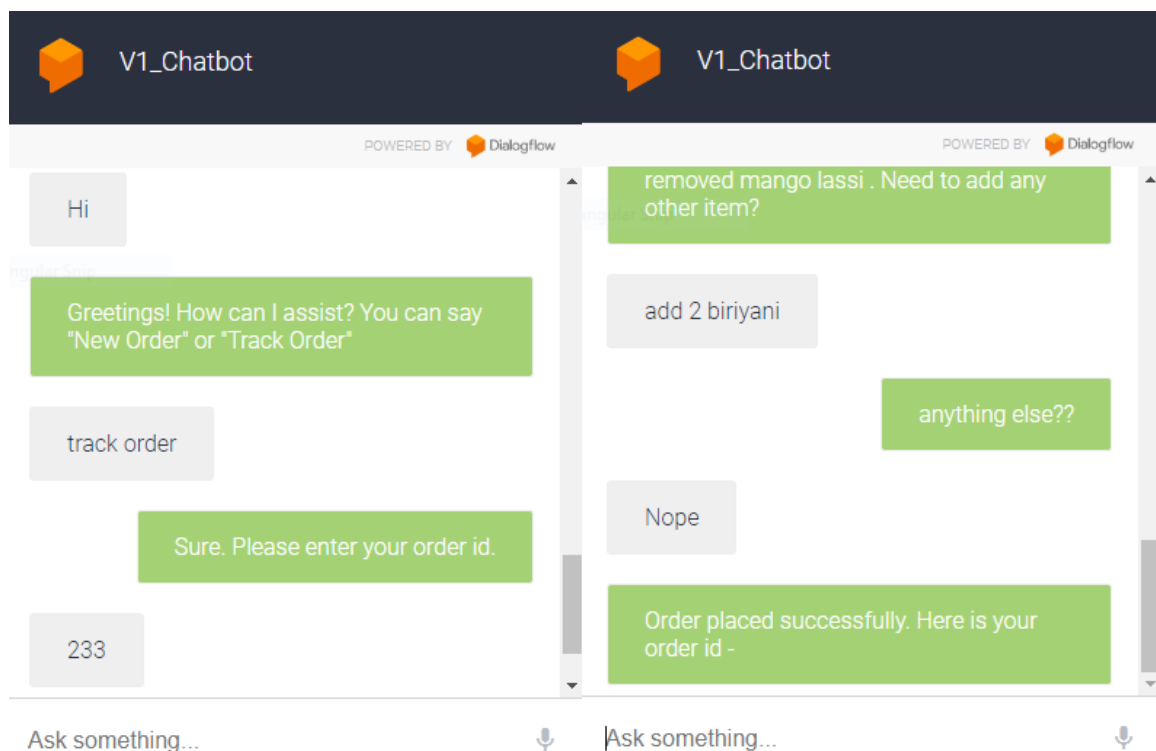 V1_Chatbot
POWERED BY Dialogflow
Hi
Greetings! How can I assist? You can say
"New Order" or "Track Order"
track order
Sure. Please enter your order id.
233
Ask something...
V1_Chatbot
POWERED BY Dialogflow
removed mango lassi . Need to add any
other item?
add 2 biriyani
anything else??
Nope
Order placed successfully. Here is your
order id -
Ask something...